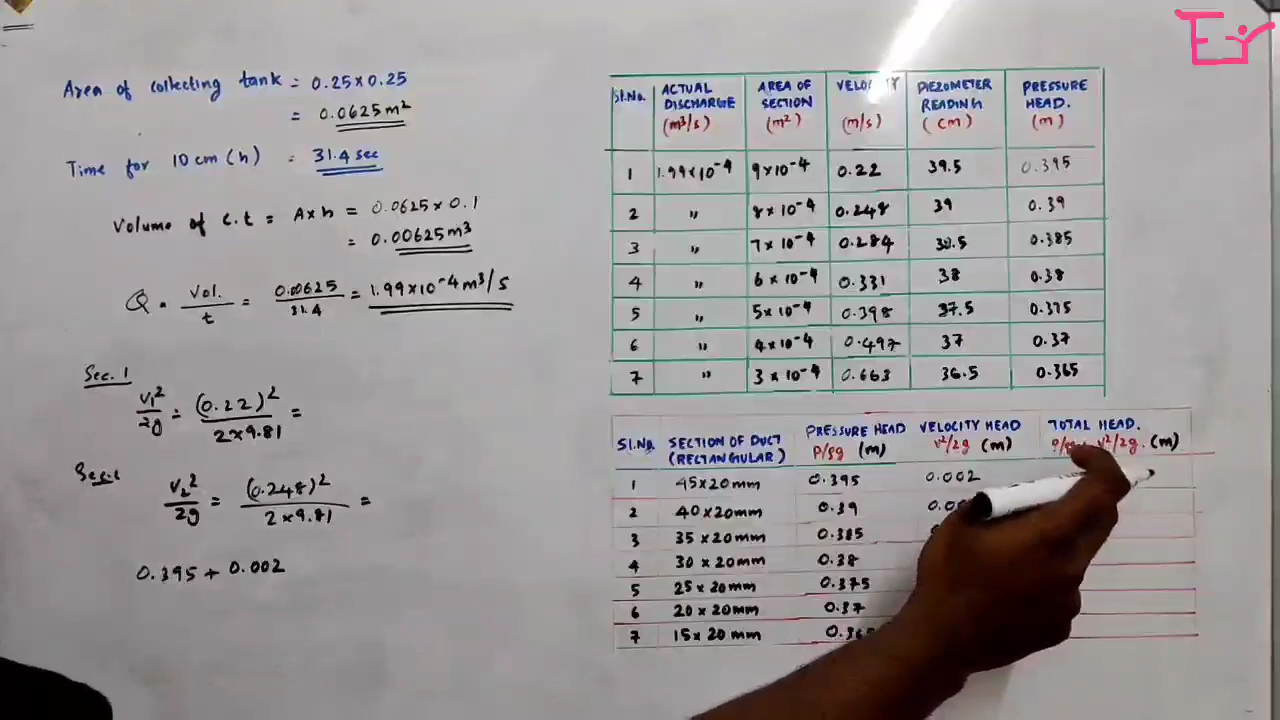 Er
Area of collecting tank = 0.25 × 0.25
= 0.0625 m²
Time for 10 cm (h) = 31.4 sec
Volume of C.t = A × h = 0.0625 × 0.1
= 0.00625 m³
Q = Vol./t = 0.00625/31.4 = 1.99×10⁻⁴ m³/s
Sec. 1
V₁²/2g = (0.22)²/2×9.81 =
V₂²/2g = (0.248)²/2×9.81 =
0.395 + 0.002
Sl.No. ACTUAL DISCHARGE (m³/s) AREA OF SECTION (m²) VELOCITY (m/s) PIEZOMETER READING (cm) PRESSURE HEAD. (m)
1 1.99×10⁻⁴ 9×10⁻⁴ 0.22 39.5 0.395
2 " 8×10⁻⁴ 0.248 39 0.39
3 " 7×10⁻⁴ 0.284 38.5 0.385
4 " 6×10⁻⁴ 0.331 38 0.38
5 " 5×10⁻⁴ 0.398 37.5 0.375
6 " 4×10⁻⁴ 0.497 37 0.37
7 " 3×10⁻⁴ 0.663 36.5 0.365
Sl.No. SECTION OF DUCT (RECTANGULAR) PRESSURE HEAD P/ρg (m) VELOCITY HEAD V²/2g (m) TOTAL HEAD. V²/2g. (m)
1 45×20mm 0.395 0.002
2 40×20mm 0.39
3 35×20mm 0.385
4 30×20mm 0.38
5 25×20mm 0.375
6 20×20mm 0.37
7 15×20mm